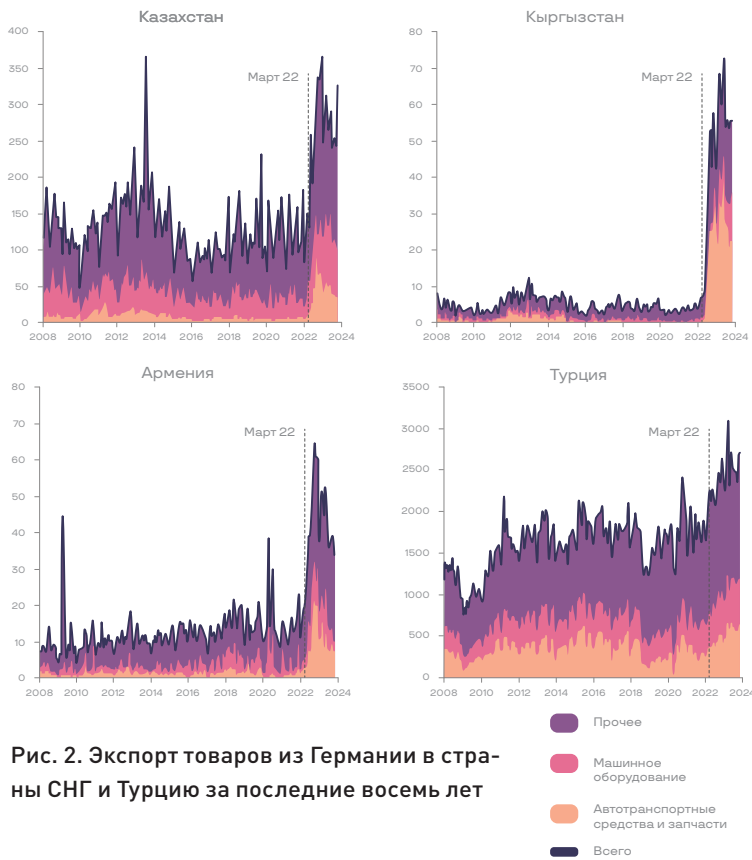 Казахстан
400
350
300
250
200
150
100
50
0
Март 22
2008 2010 2012 2014 2016 2018 2020 2022 2024
Кыргызстан
80
70
60
50
40
30
20
10
0
Март 22
2008 2010 2012 2014 2016 2018 2020 2022 2024
Армения
80
70
60
50
40
30
20
10
0
Март 22
2008 2010 2012 2014 2016 2018 2020 2022 2024
Турция
3500
3000
2500
2000
1500
1000
500
0
Март 22
2008 2010 2012 2014 2016 2018 2020 2022 2024
Рис. 2. Экспорт товаров из Германии в стра-
ны СНГ и Турцию за последние восемь лет
Прочее
Машинное
оборудование
Автотранспортные
средства и запчасти
Всего